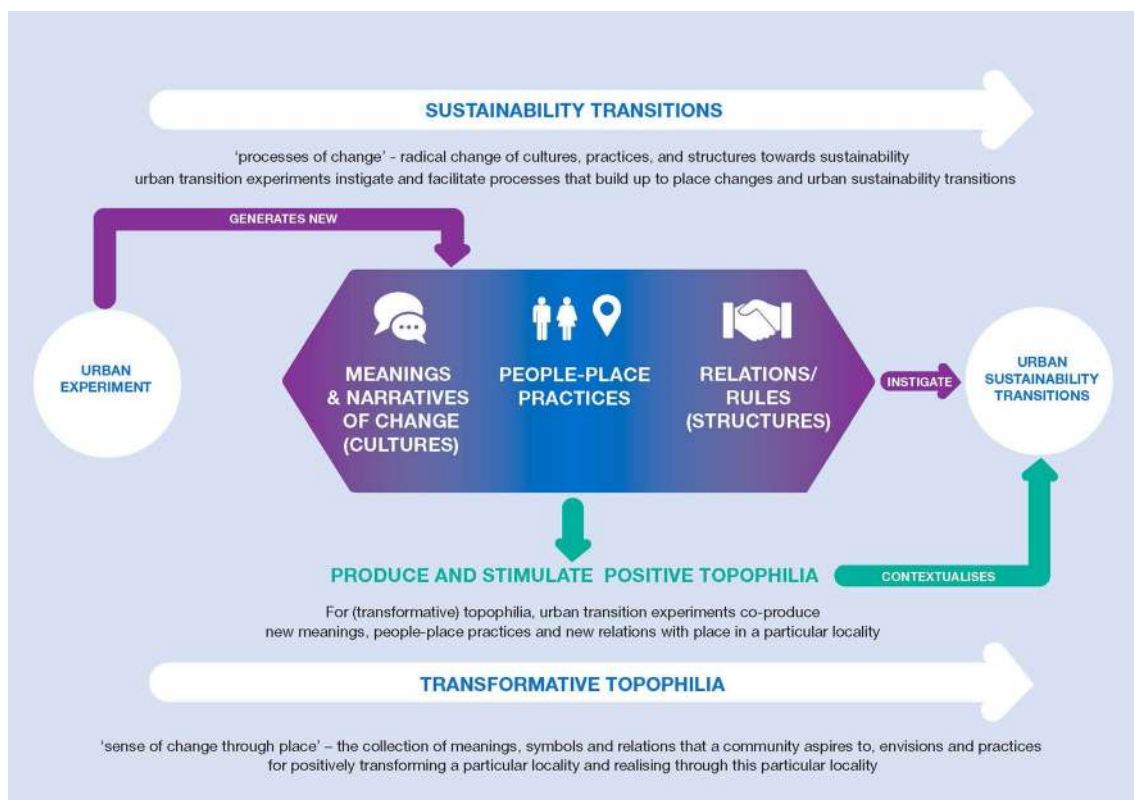 SUSTAINABILITY TRANSITIONS
‘processes of change’ - radical change of cultures, practices, and structures towards sustainability
urban transition experiments instigate and facilitate processes that build up to place changes and urban sustainability transitions
GENERATES NEW
URBAN
EXPERIMENT
MEANINGS
& NARRATIVES
OF CHANGE
(CULTURES)
PEOPLE-PLACE
PRACTICES
RELATIONS/
RULES
(STRUCTURES)
INSTIGATE
URBAN
SUSTAINABILITY
TRANSITIONS
PRODUCE AND STIMULATE POSITIVE TOPOPHILIA
CONTEXTUALISES
For (transformative) topophilia, urban transition experiments co-produce
new meanings, people-place practices and new relations with place in a particular locality
TRANSFORMATIVE TOPOPHILIA
‘sense of change through place’ – the collection of meanings, symbols and relations that a community aspires to, envisions and practices
for positively transforming a particular locality and realising through this particular locality